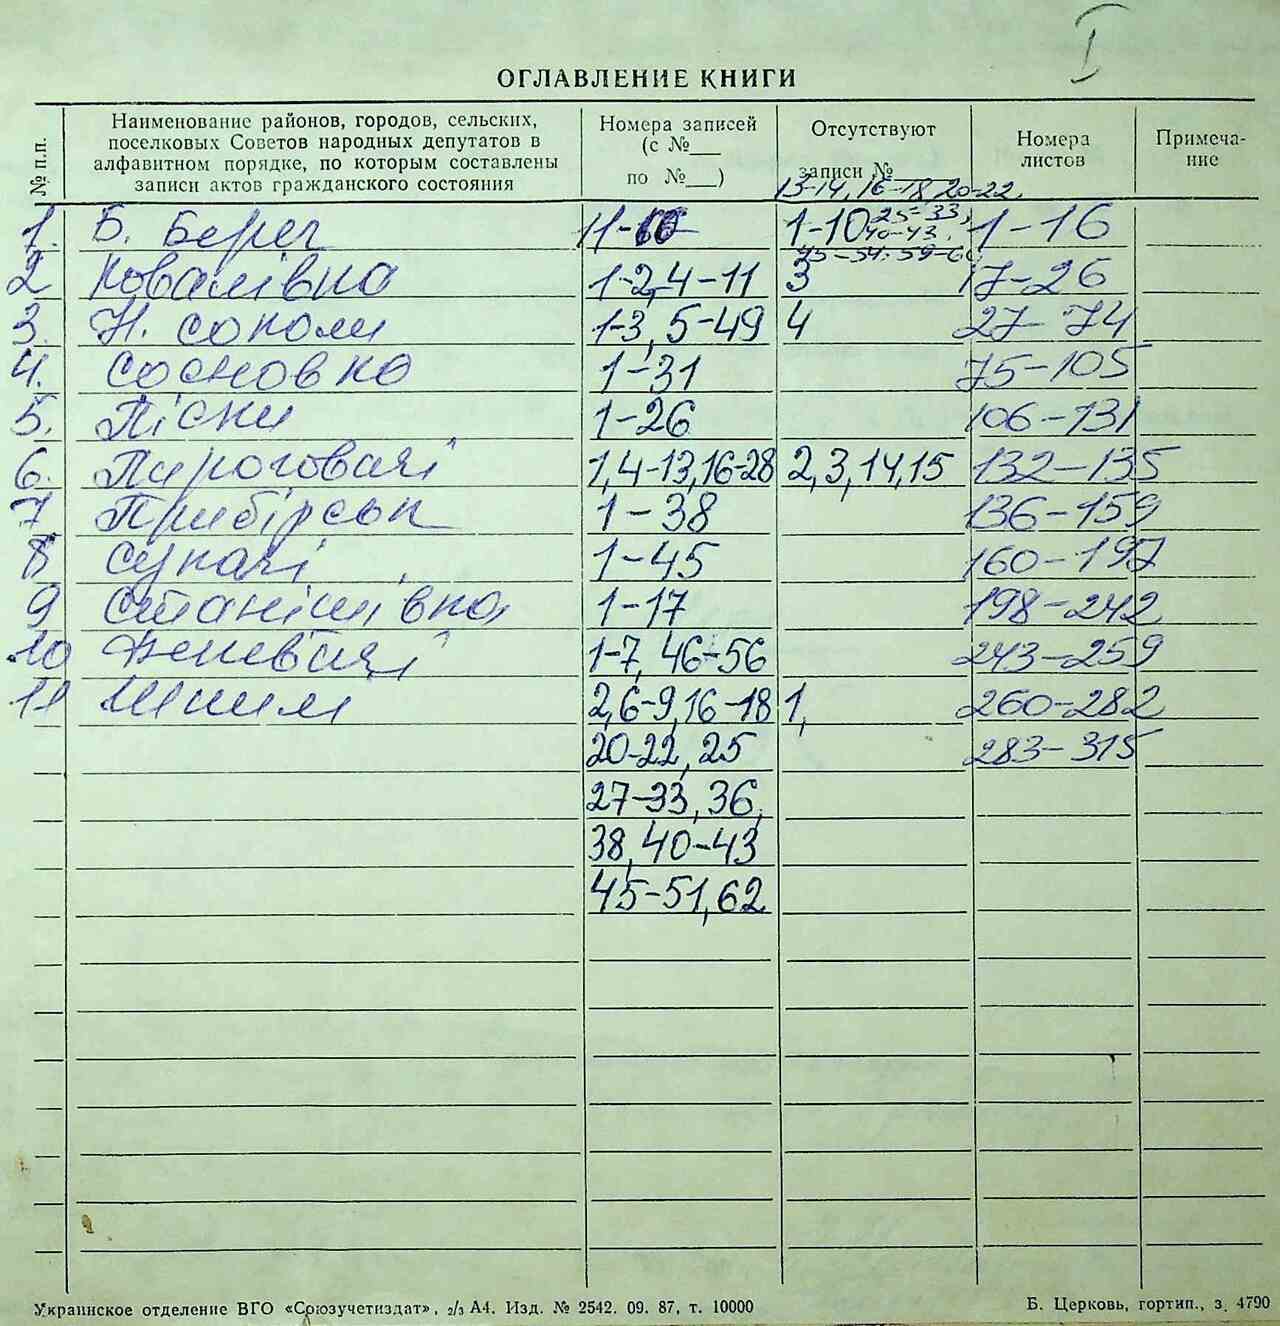 I
ОГЛАВЛЕНИЕ КНИГИ
№ п.п.
Наименование районов, городов, сельских, поселковых Советов народных депутатов в алфавитном порядке, по которым составлены записи актов гражданского состояния
Номера записей (с №__ по №__)
Отсутствуют записи №
Номера листов
Примечание
13-14, 16-18, 20-22,
1. Б. Берег 11- 1-10 25-33, 40-43, 1-16
45-54; 59-6
2 Ковалівка 1-2,4-11 3 17-26
3. Н. Соколи 1-3, 5-49 4 27-74
4. Сосновка 1-31 75-105
5. Піски 1-26 106-131
6. Пироговичі 1,4-13,16-28 2,3,14,15 132-135
7 Прибірськ 1-38 136-159
8 Сукачі 1-45 160-197
9 Станішівка 1-17 198-242
10 1-7, 46-56 243-259
11 Шпилі 2,6-9,16-18 1, 260-282
20-22, 25 283-315
27-33, 36,
38, 40-43
45-51, 62
Украинское отделение ВГО «Союзучетиздат», 2/3 А4. Изд. № 2542. 09. 87, т. 10000
Б. Церковь, гортип., з. 4790